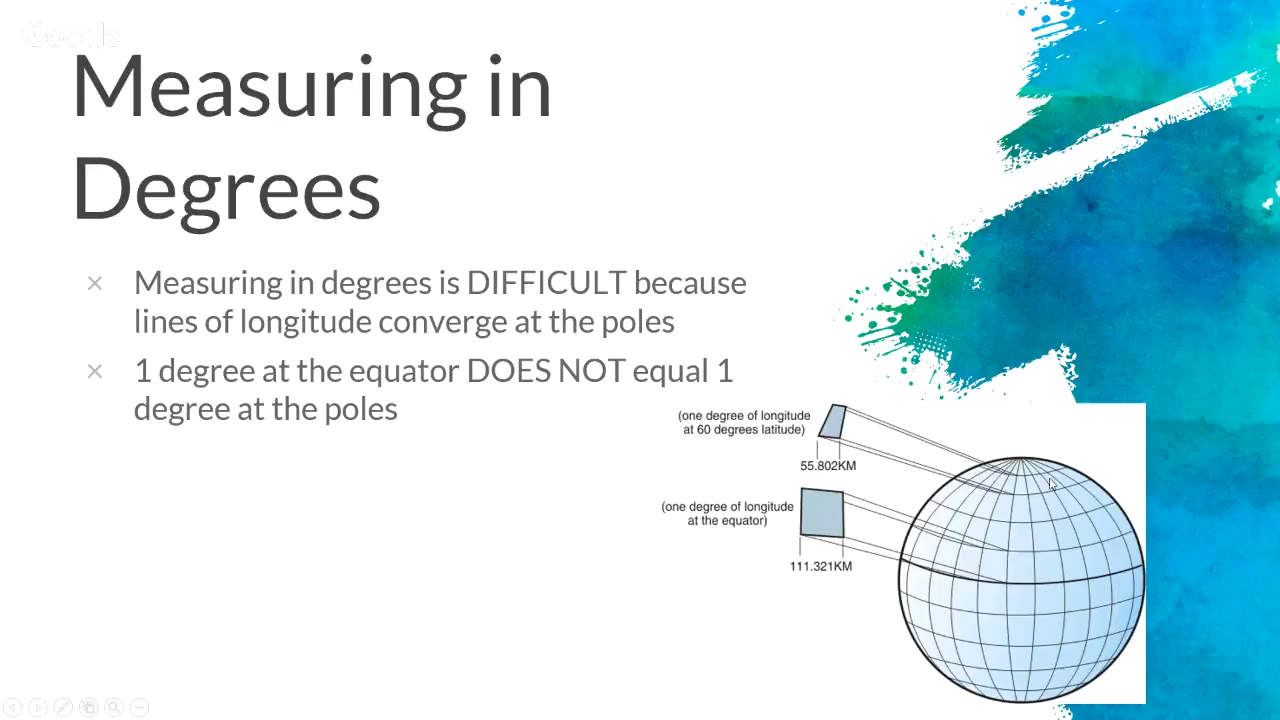 Measuring in
Degrees
× Measuring in degrees is DIFFICULT because
lines of longitude converge at the poles
× 1 degree at the equator DOES NOT equal 1
degree at the poles
(one degree of longitude
at 60 degrees latitude)
55.802KM
(one degree of longitude
at the equator)
111.321KM